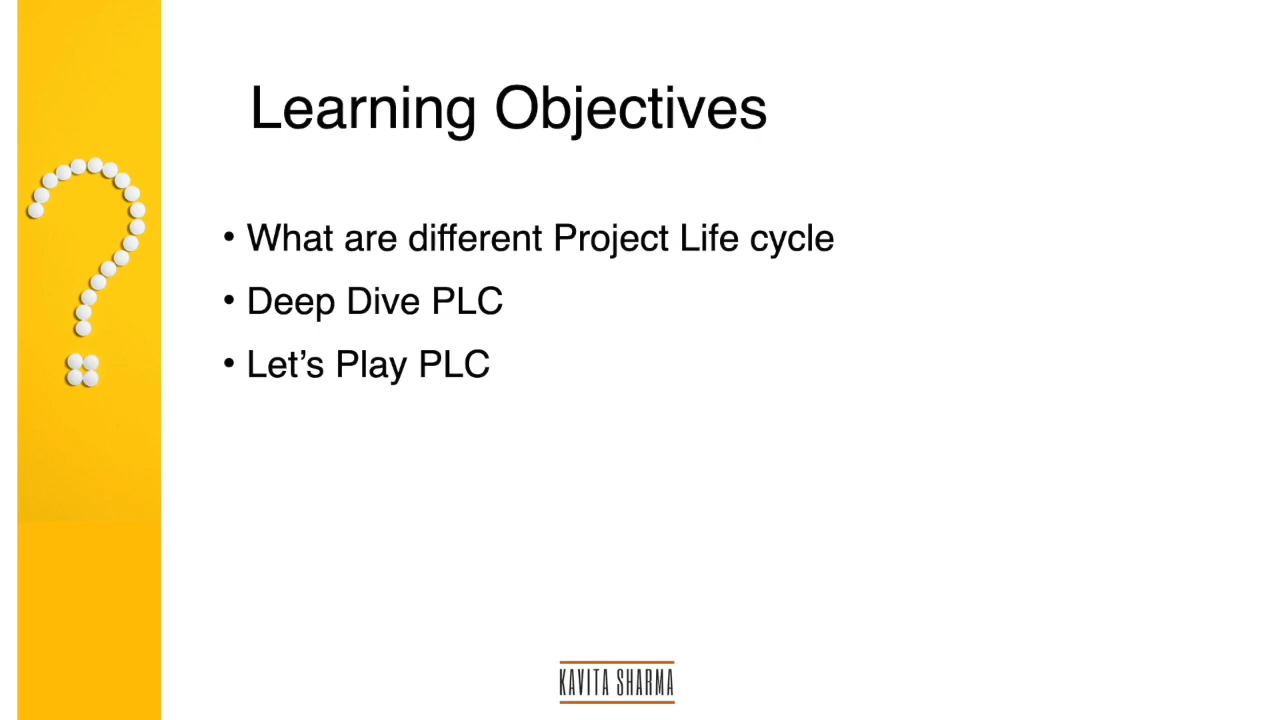 Learning Objectives
• What are different Project Life cycle
• Deep Dive PLC
• Let’s Play PLC
KAVITA SHARMA